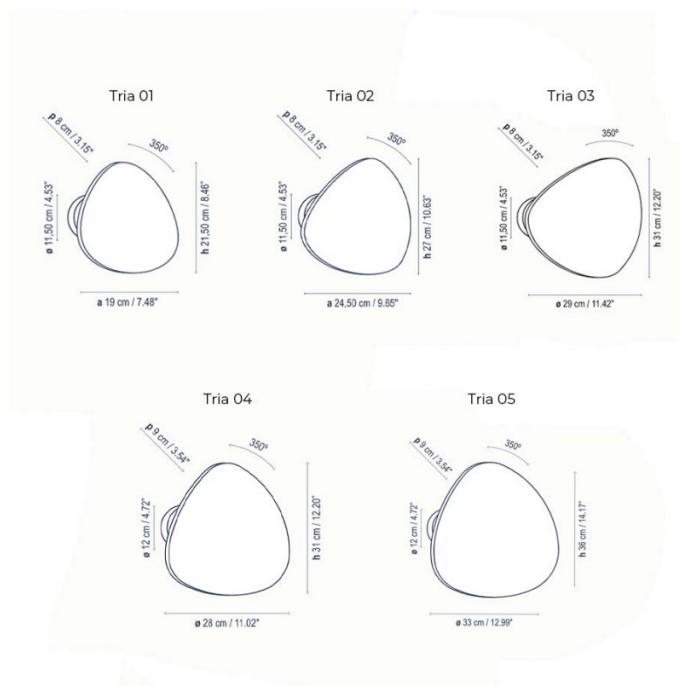 Tria 01
p 8 cm / 3.15"
350º
ø 11,50 cm / 4.53"
h 21,50 cm / 8.46"
a 19 cm / 7.48"
Tria 02
p 8 cm / 3.15"
350º
ø 11,50 cm / 4.53"
h 27 cm / 10.63"
a 24,50 cm / 9.65"
Tria 03
p 8 cm / 3.15"
350º
ø 11,50 cm / 4.53"
h 31 cm / 12.20"
ø 29 cm / 11.42"
Tria 04
p 9 cm / 3.54"
350º
ø 12 cm / 4.72"
h 31 cm / 12.20"
ø 28 cm / 11.02"
Tria 05
p 9 cm / 3.54"
350º
ø 12 cm / 4.72"
h 36 cm / 14.17"
ø 33 cm / 12.99"